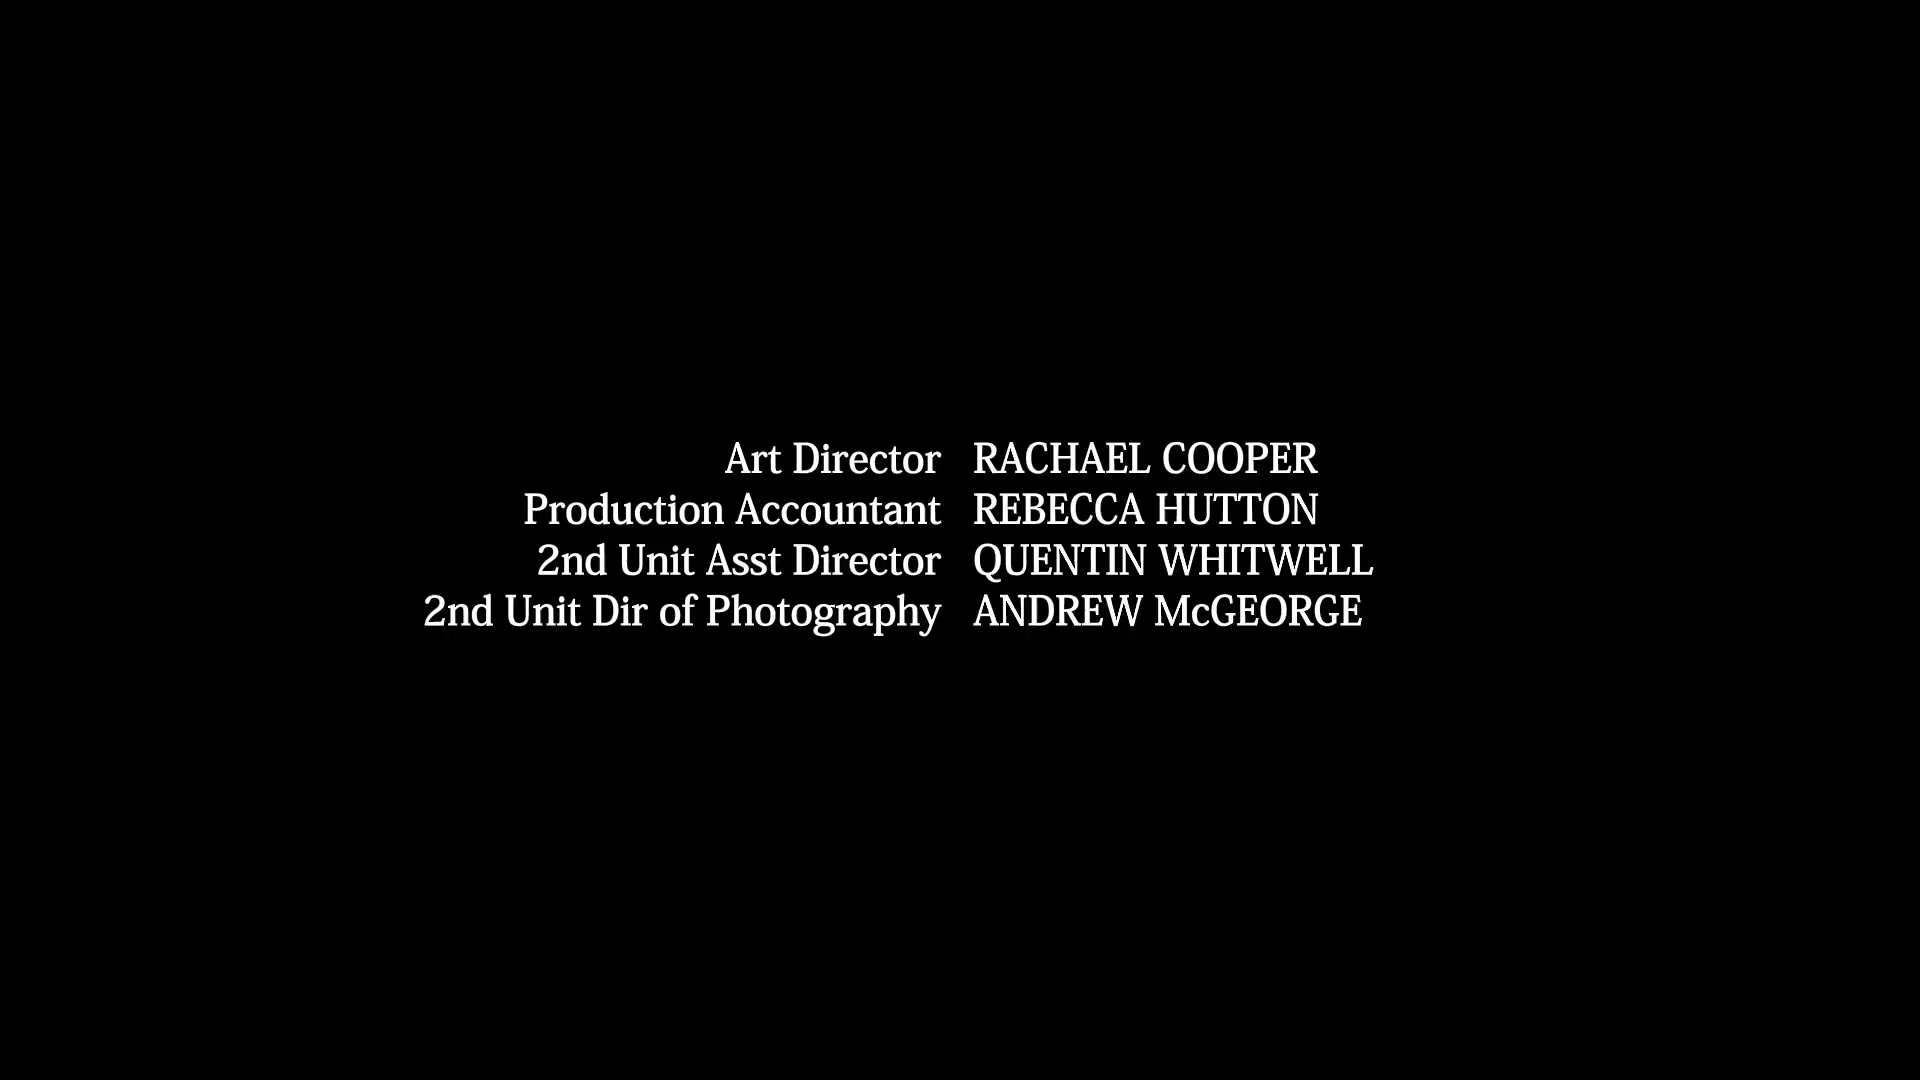 Art Director RACHAEL COOPER
Production Accountant REBECCA HUTTON
2nd Unit Asst Director QUENTIN WHITWELL
2nd Unit Dir of Photography ANDREW McGEORGE